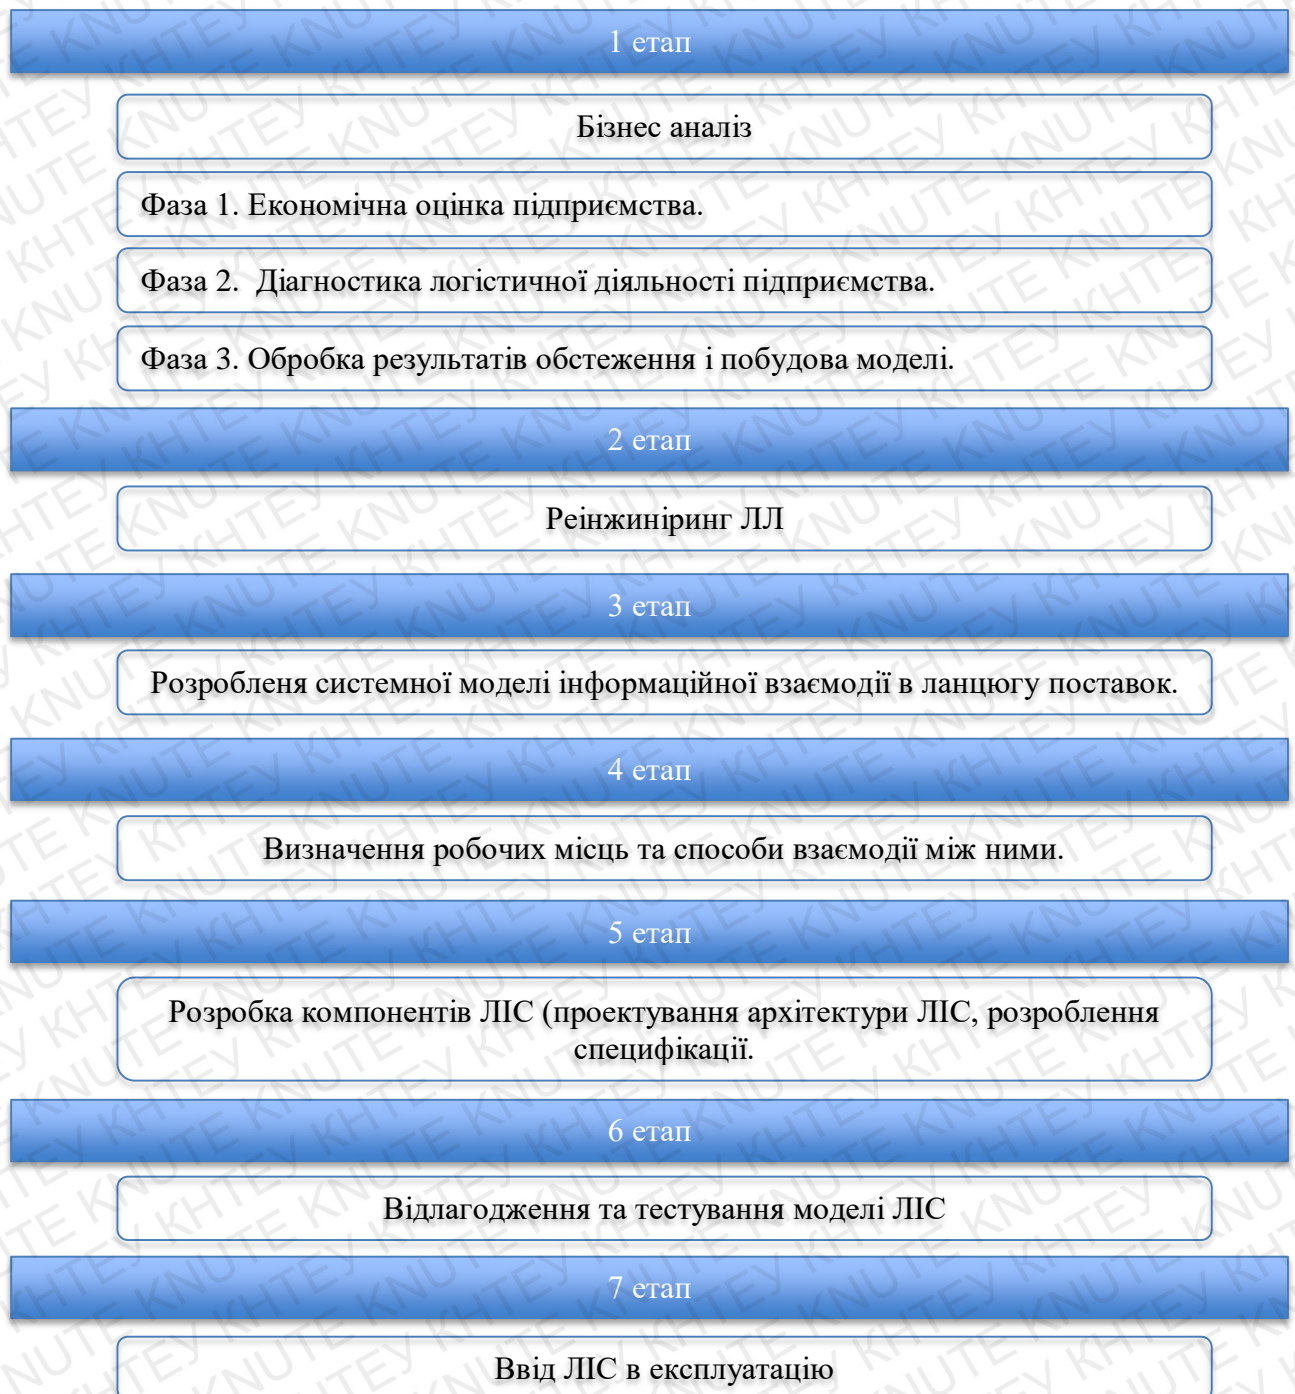 1 етап
Бізнес аналіз
Фаза 1. Економічна оцінка підприємства.
Фаза 2.  Діагностика логістичної діяльності підприємства.
Фаза 3. Обробка результатів обстеження і побудова моделі.
2 етап
Реінжиніринг ЛЛ
3 етап
Розробленя системної моделі інформаційної взаємодії в ланцюгу поставок.
4 етап
Визначення робочих місць та способи взаємодії між ними.
5 етап
Розробка компонентів ЛІС (проектування архітектури ЛІС, розроблення
специфікації.
6 етап
Відлагодження та тестування моделі ЛІС
7 етап
Ввід ЛІС в експлуатацію